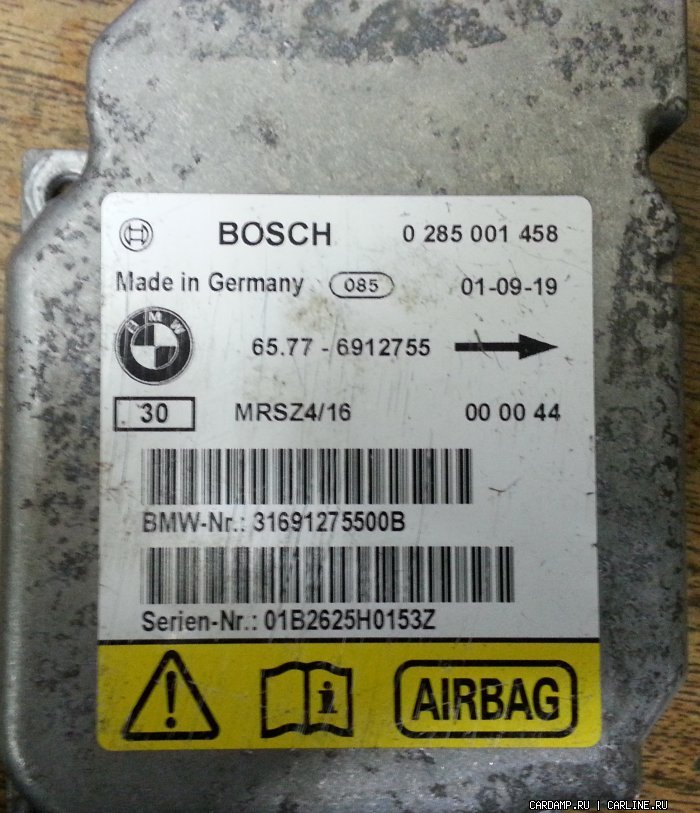 BOSCH 0 285 001 458
Made in Germany 085 01-09-19
BMW
65.77 - 6912755
30 MRSZ4/16 00 00 44
BMW-Nr.: 31691275500B
Serien-Nr.: 01B2625H0153Z
! i AIRBAG
CARDAMP.RU | CARLINE.RU